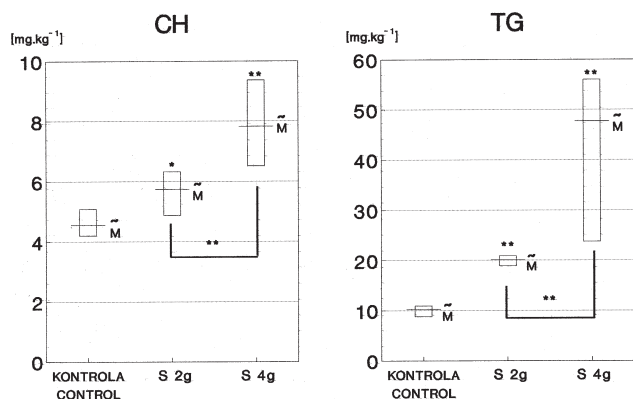 CH
[mg.kg⁻¹]
10
8
6
4
2
0
M̃
*
M̃
**
M̃
**
KONTROLA
CONTROL
S 2g
S 4g
TG
[mg.kg⁻¹]
60
50
40
30
20
10
0
M̃
**
M̃
**
M̃
**
KONTROLA
CONTROL
S 2g
S 4g